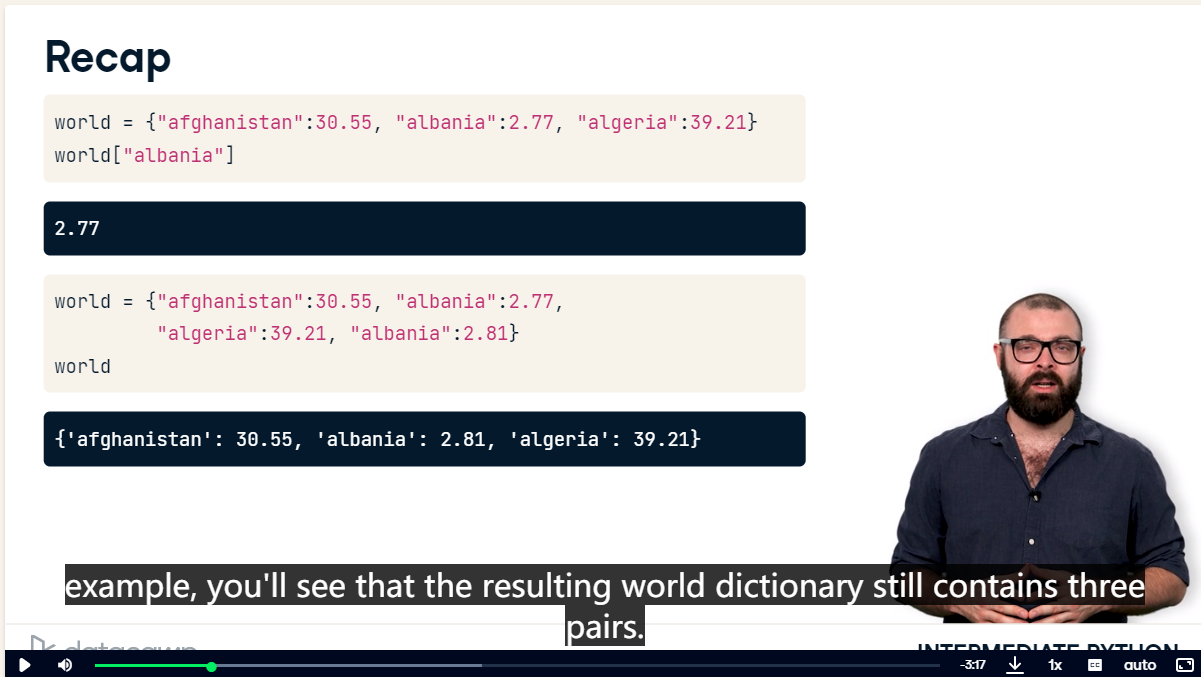 Recap
world = {"afghanistan":30.55, "albania":2.77, "algeria":39.21}
world["albania"]
2.77
world = {"afghanistan":30.55, "albania":2.77,
"algeria":39.21, "albania":2.81}
world
{'afghanistan': 30.55, 'albania': 2.81, 'algeria': 39.21}
example, you'll see that the resulting world dictionary still contains three
pairs.
datacamp
INTERMEDIATE PYTHON
-3:17
1x
CC
auto